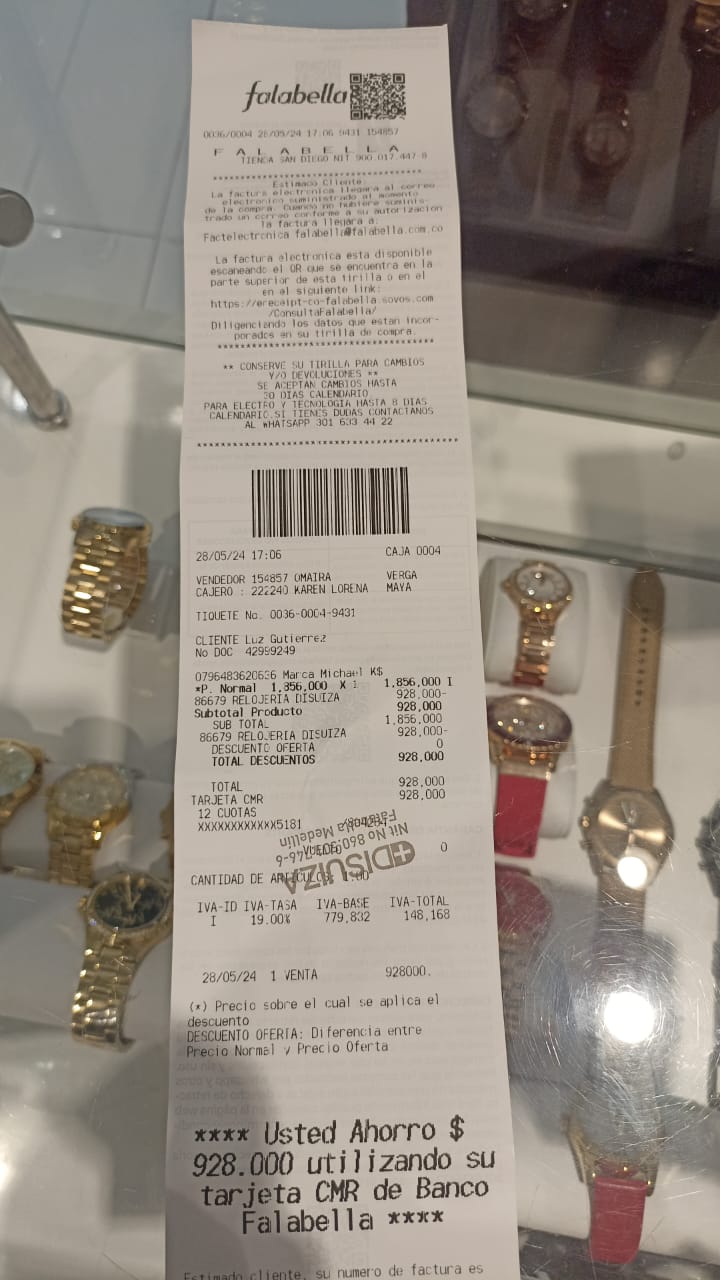 falabella
0036/0004 28/05/24 17:06 9431 154857
F A L A B E L L A
TIENDA SAN DIEGO NIT 900.017.447-8
****************************************
Estimado Cliente:
La factura electronica llegara al correo
electronico suministrado al momento
de la compra. Cuando no hubiere suminis-
trado un correo conforme a su autorizacion
la factura llegara a:
Factelectronica falabella@falabella.com.co
La factura electronica esta disponible
escaneando el QR que se encuentra en la
parte superior de esta tirilla o en el
en el siguiente link:
https://ereceipt-co-falabella.sovos.com
/ConsultaFalabella/
Diligenciando los datos que estan incor-
porados en su tirilla de compra.
****************************************
** CONSERVE SU TIRILLA PARA CAMBIOS
Y/O DEVOLUCIONES **
SE ACEPTAN CAMBIOS HASTA
30 DIAS CALENDARIO
PARA ELECTRO Y TECNOLOGIA HASTA 8 DIAS
CALENDARIO.SI TIENES DUDAS CONTACTANOS
AL WHATSAPP 301 633 44 22
****************************************
28/05/24 17:06 CAJA 0004
VENDEDOR 154857 OMAIRA VERGA
CAJERO : 222240 KAREN LORENA MAYA
TIQUETE No. 0036-0004-9431
CLIENTE Luz Gutierrez
No DOC 42999249
0796483620636 Marca Michael K$
*P. Normal 1,856,000 X 1 1,856,000 I
86679 RELOJERIA DISUIZA 928,000-
Subtotal Producto 928,000
SUB TOTAL 1,856,000
86679 RELOJERIA DISUIZA 928,000-
DESCUENTO OFERTA 0
TOTAL DESCUENTOS 928,000
TOTAL 928,000
TARJETA CMR 928,000
12 CUOTAS
XXXXXXXXXXXX5181
DISUIZA
Nit No 860
Falabella Medellin
0
CANTIDAD DE ARTICULOS: 1.00
IVA-ID IVA-TASA IVA-BASE IVA-TOTAL
I 19.00% 779,832 148,168
28/05/24 1 VENTA 928000.
(*) Precio sobre el cual se aplica el
descuento
DESCUENTO OFERTA: Diferencia entre
Precio Normal y Precio Oferta
**** Usted Ahorro $
928.000 utilizando su
tarjeta CMR de Banco
Falabella ****
Estimado cliente, su numero de factura es